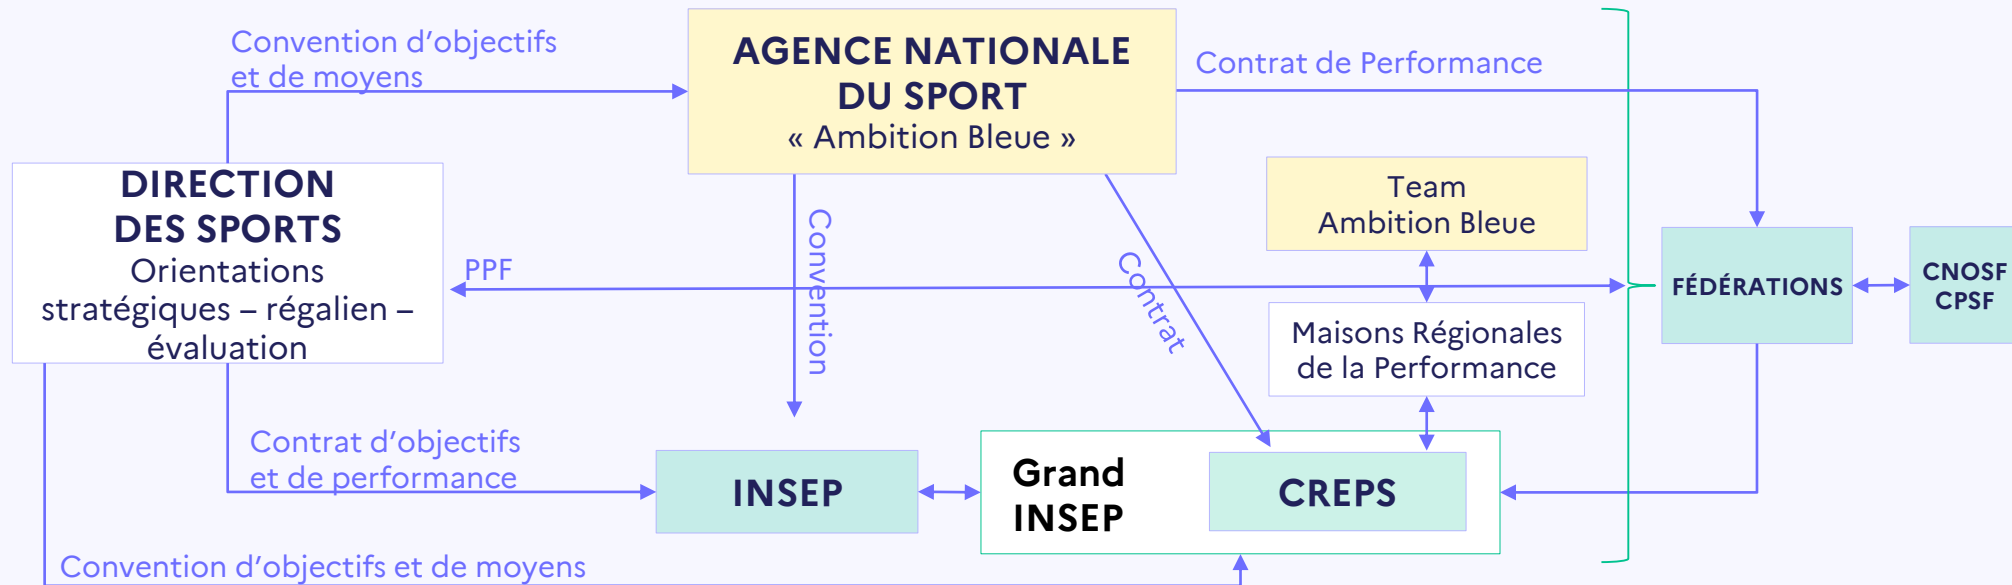 Convention d’objectifs
et de moyens
AGENCE NATIONALE
DU SPORT
« Ambition Bleue »
Contrat de Performance
DIRECTION
DES SPORTS
Orientations
stratégiques – régalien –
évaluation
PPF
Convention
Contrat
Team
Ambition Bleue
Maisons Régionales
de la Performance
FÉDÉRATIONS
CNOSF
CPSF
Contrat d’objectifs
et de performance
INSEP
Grand
INSEP
CREPS
Convention d’objectifs et de moyens